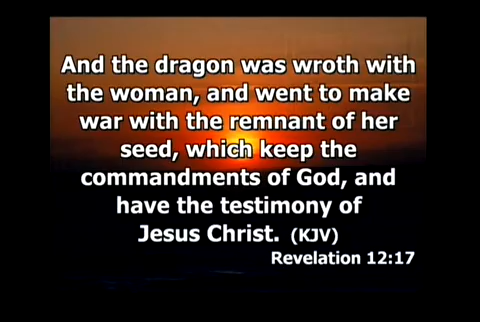 And the dragon was wroth with
the woman, and went to make
war with the remnant of her
seed, which keep the
commandments of God, and
have the testimony of
Jesus Christ. (KJV)
Revelation 12:17